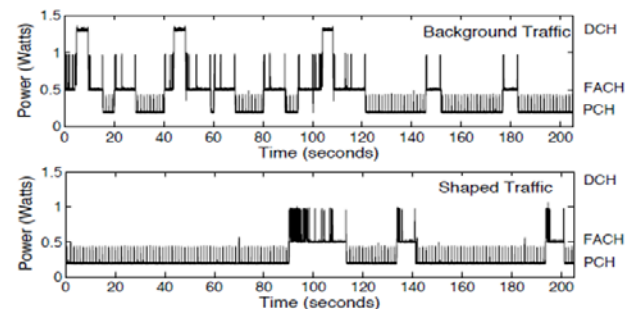 1.5
1
0.5
0
Power (Watts)
Background Traffic
DCH
FACH
PCH
0 20 40 60 80 100 120 140 160 180 200
Time (seconds)
1.5
1
0.5
0
Power (Watts)
Shaped Traffic
DCH
FACH
PCH
0 20 40 60 80 100 120 140 160 180 200
Time (seconds)